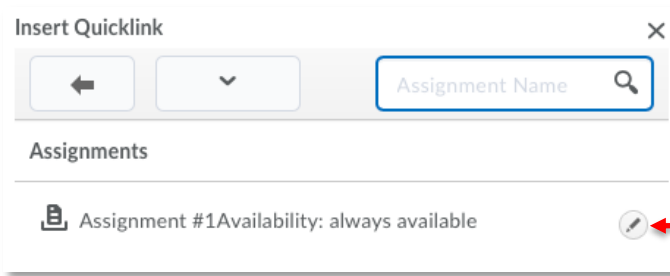 Insert Quicklink
Assignment Name
Assignments
Assignment #1Availability: always available